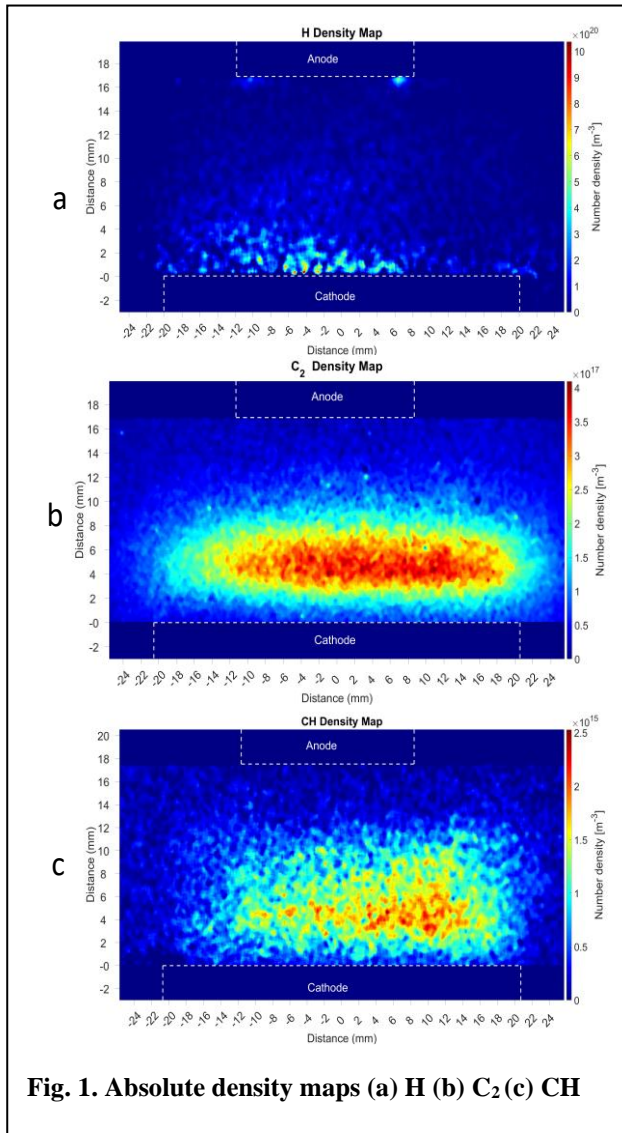 H Density Map
×10²⁰
Anode
Cathode
18
16
14
12
10
8
6
4
2
-0
-2
Distance (mm)
-24 -22 -20 -18 -16 -14 -12 -10 -8 -6 -4 -2 0 2 4 6 8 10 12 14 16 18 20 22 24
Distance (mm)
10
9
8
7
6
5
4
3
2
1
0
Number density [m⁻³]
a
C₂ Density Map
×10¹⁷
Anode
Cathode
18
16
14
12
10
8
6
4
2
-0
-2
Distance (mm)
-24 -22 -20 -18 -16 -14 -12 -10 -8 -6 -4 -2 0 2 4 6 8 10 12 14 16 18 20 22 24
Distance (mm)
4
3.5
3
2.5
2
1.5
1
0.5
0
Number density [m⁻³]
b
CH Density Map
×10¹⁵
Anode
Cathode
20
18
16
14
12
10
8
6
4
2
-0
-2
Distance (mm)
-24 -22 -20 -18 -16 -14 -12 -10 -8 -6 -4 -2 0 2 4 6 8 10 12 14 16 18 20 22 24
Distance (mm)
2.5
2
1.5
1
0.5
0
Number density [m⁻³]
c
Fig. 1. Absolute density maps (a) H (b) C₂ (c) CH